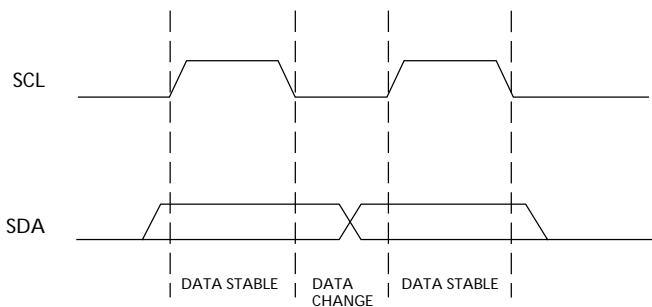 SCL
SDA
DATA STABLE
DATA
CHANGE
DATA STABLE